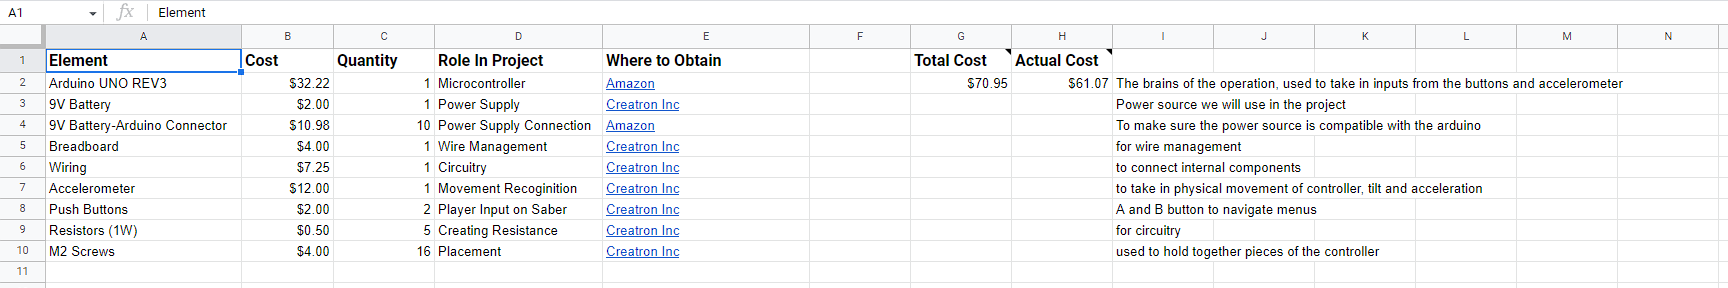 A1 fx Element
A B C D E F G H I J K L M N
1 Element Cost Quantity Role In Project Where to Obtain Total Cost Actual Cost
2 Arduino UNO REV3 $32.22 1 Microcontroller Amazon $70.95 $61.07 The brains of the operation, used to take in inputs from the buttons and accelerometer
3 9V Battery $2.00 1 Power Supply Creatron Inc Power source we will use in the project
4 9V Battery-Arduino Connector $10.98 10 Power Supply Connection Amazon To make sure the power source is compatible with the arduino
5 Breadboard $4.00 1 Wire Management Creatron Inc for wire management
6 Wiring $7.25 1 Circuitry Creatron Inc to connect internal components
7 Accelerometer $12.00 1 Movement Recoginition Creatron Inc to take in physical movement of controller, tilt and acceleration
8 Push Buttons $2.00 2 Player Input on Saber Creatron Inc A and B button to navigate menus
9 Resistors (1W) $0.50 5 Creating Resistance Creatron Inc for circuitry
10 M2 Screws $4.00 16 Placement Creatron Inc used to hold together pieces of the controller
11